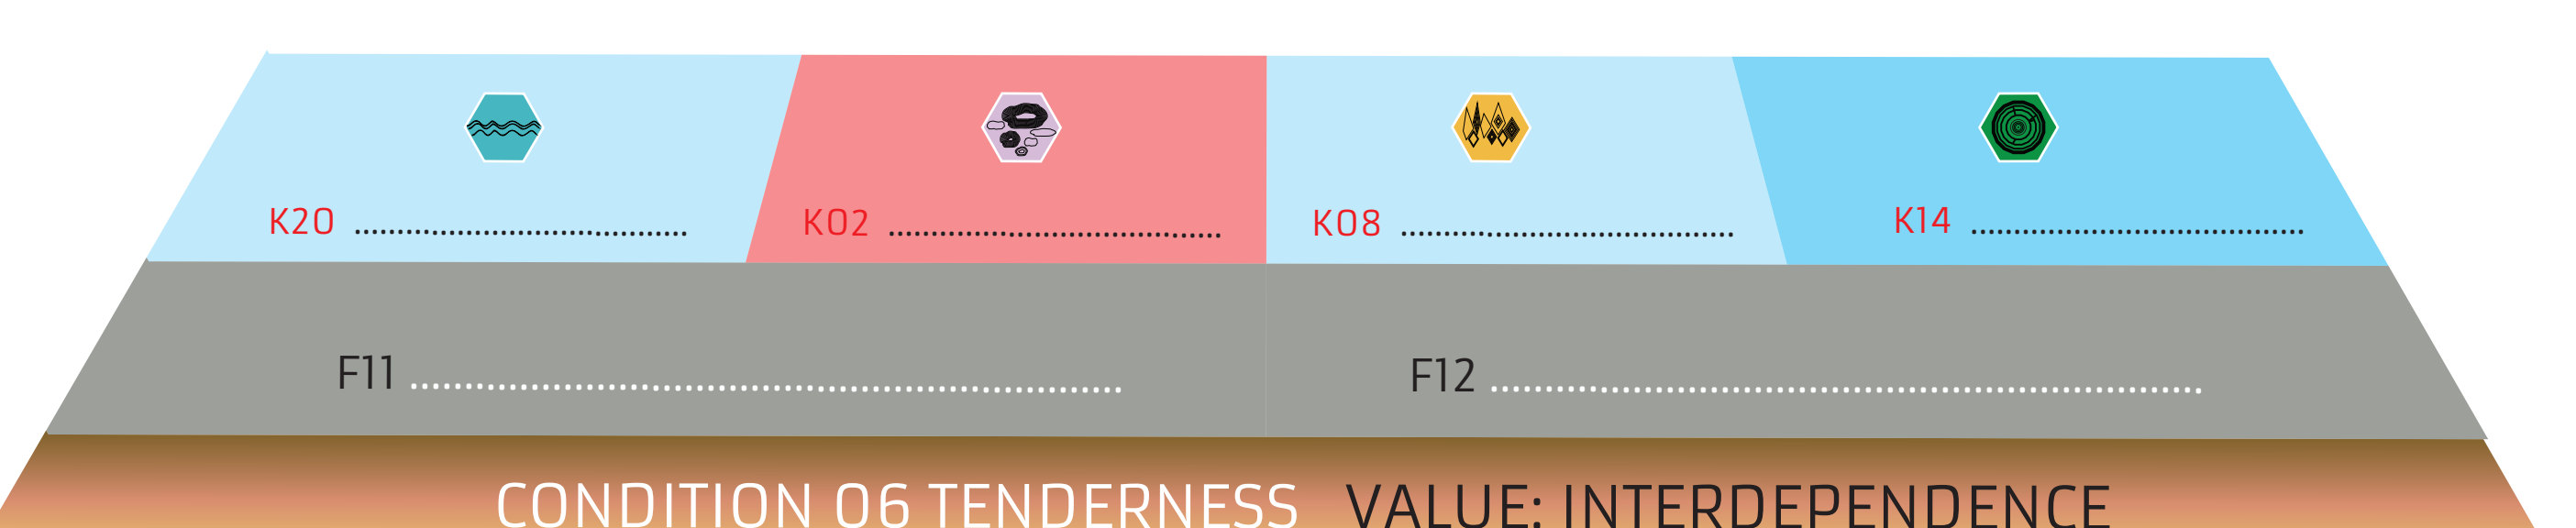 K20 ........................................
K02 ........................................
K08 ........................................
K14 ........................................
F11 ........................................
F12 ........................................
CONDITION 06 TENDERNESS VALUE: INTERDEPENDENCE